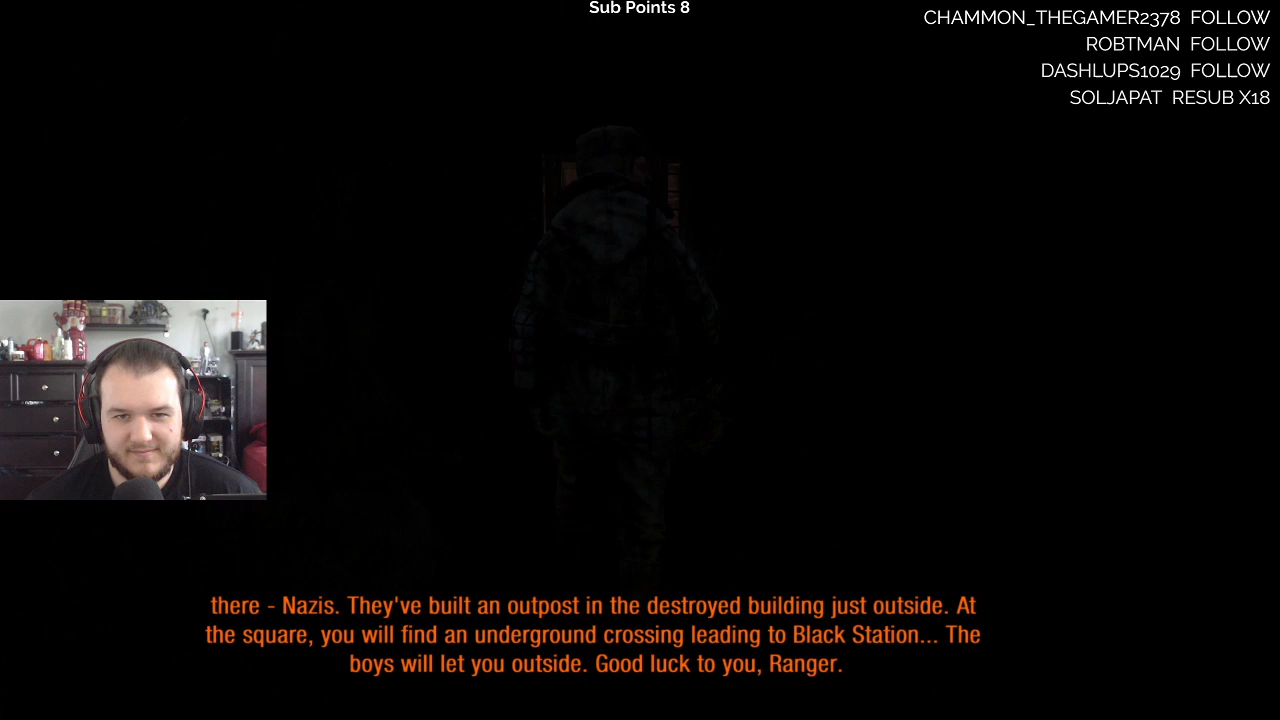 Sub Points 8
CHAMMON_THEGAMER2378 FOLLOW
ROBTMAN FOLLOW
DASHLUPS1029 FOLLOW
SOLJAPAT RESUB X18
there - Nazis. They've built an outpost in the destroyed building just outside. At
the square, you will find an underground crossing leading to Black Station... The
boys will let you outside. Good luck to you, Ranger.